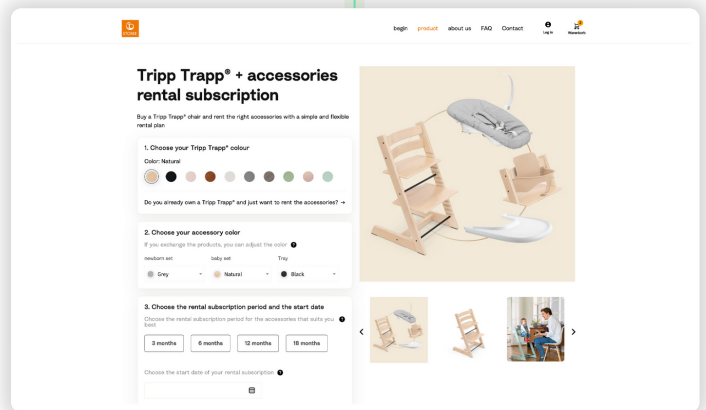 STOKKE
begin product about us FAQ Contact Log in Warenkorb
Tripp Trapp® + accessories
rental subscription
Buy a Tripp Trapp® chair and rent the right accessories with a simple and flexible
rental plan
1. Choose your Tripp Trapp® colour
Color: Natural
Do you already own a Tripp Trapp® and just want to rent the accessories? →
2. Choose your accessory color
If you exchange the products, you can adjust the color ?
newborn set baby set Tray
Grey Natural Black
3. Choose the rental subscription period and the start date
Choose the rental subscription period for the accessories that suits you ?
best
3 months 6 months 12 months 18 months
Choose the start date of your rental subscription ?